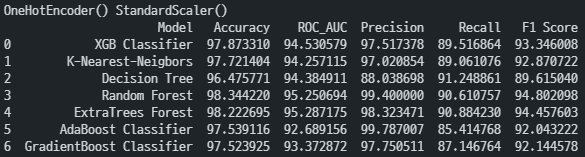 OneHotEncoder() StandardScaler()
Model Accuracy ROC_AUC Precision Recall F1 Score
0 XGB Classifier 97.873310 94.530579 97.517378 89.516864 93.346008
1 K-Nearest-Neigbors 97.721404 94.257115 97.020854 89.061076 92.870722
2 Decision Tree 96.475771 94.384911 88.038698 91.248861 89.615040
3 Random Forest 98.344220 95.250694 99.400000 90.610757 94.802098
4 ExtraTrees Forest 98.222695 95.287175 98.323471 90.884230 94.457603
5 AdaBoost Classifier 97.539116 92.689156 99.787007 85.414768 92.043222
6 GradientBoost Classifier 97.523925 93.372872 97.750511 87.146764 92.144578